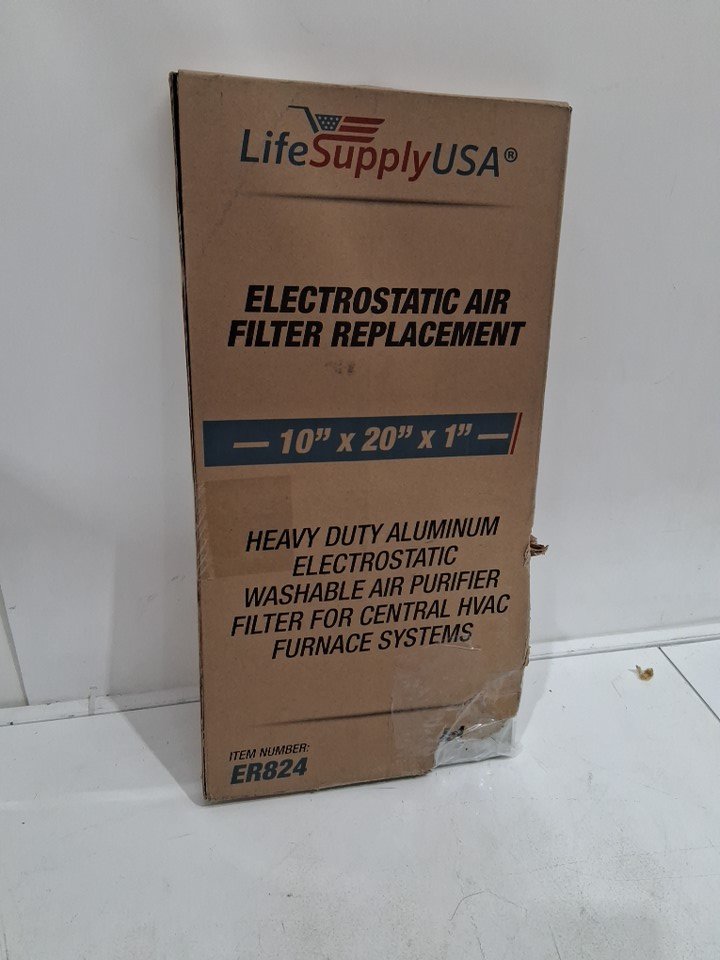 LifeSupplyUSA®
ELECTROSTATIC AIR
FILTER REPLACEMENT
— 10” x 20” x 1” —
HEAVY DUTY ALUMINUM
ELECTROSTATIC
WASHABLE AIR PURIFIER
FILTER FOR CENTRAL HVAC
FURNACE SYSTEMS
ITEM NUMBER:
ER824